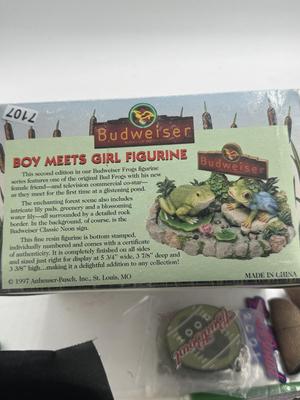 7107
Budweiser
BOY MEETS GIRL FIGURINE
This second edition in our Budweiser Frogs figurine
series features one of the original Bud Frogs with his new
female friend—and television commercial co-star—
as they meet for the first time at a glistening pond.
The enchanting forest scene also includes
intricate lily pads, greenery and a blossoming
water lily—all surrounded by a detailed rock
border. In the background, of course, is the
Budweiser Classic Neon sign.
This fine resin figurine is bottom stamped,
individually numbered and comes with a certificate
of authenticity. It is completely finished on all sides
and sized just right for display at 5 3/4" wide, 3 7/8" deep and
3 3/8" high...making it a delightful addition to any collection!
© 1997 Anheuser-Busch, Inc., St. Louis, MO
MADE IN CHINA
Budweiser